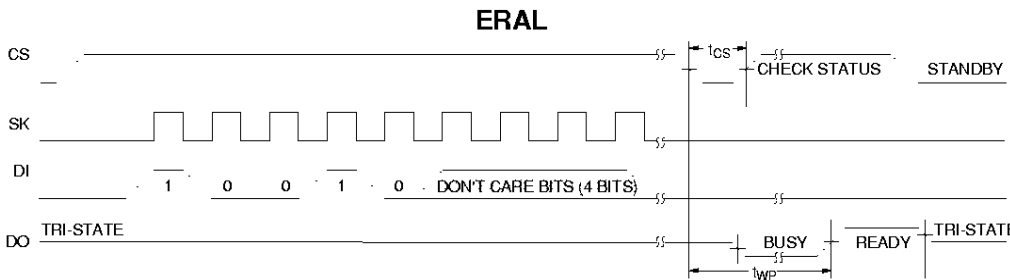 ERAL
CS
tCS
CHECK STATUS
STANDBY
SK
DI
1 0 0 1 0 DON'T CARE BITS (4 BITS)
DO
TRI-STATE
BUSY
READY
TRI-STATE
tWP